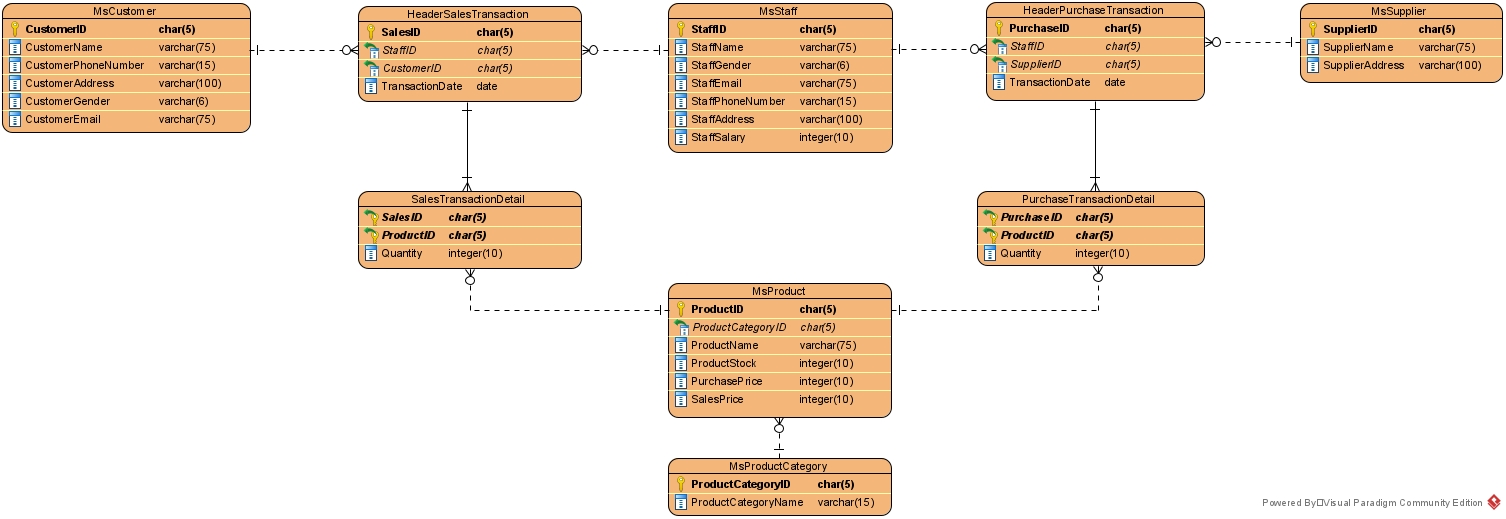 MsCustomer
CustomerID char(5)
CustomerName varchar(75)
CustomerPhoneNumber varchar(15)
CustomerAddress varchar(100)
CustomerGender varchar(6)
CustomerEmail varchar(75)
HeaderSalesTransaction
SalesID char(5)
StaffID char(5)
CustomerID char(5)
TransactionDate date
MsStaff
StaffID char(5)
StaffName varchar(75)
StaffGender varchar(6)
StaffEmail varchar(75)
StaffPhoneNumber varchar(15)
StaffAddress varchar(100)
StaffSalary integer(10)
HeaderPurchaseTransaction
PurchaseID char(5)
StaffID char(5)
SupplierID char(5)
TransactionDate date
MsSupplier
SupplierID char(5)
SupplierName varchar(75)
SupplierAddress varchar(100)
SalesTransactionDetail
SalesID char(5)
ProductID char(5)
Quantity integer(10)
PurchaseTransactionDetail
PurchaseID char(5)
ProductID char(5)
Quantity integer(10)
MsProduct
ProductID char(5)
ProductCategoryID char(5)
ProductName varchar(75)
ProductStock integer(10)
PurchasePrice integer(10)
SalesPrice integer(10)
MsProductCategory
ProductCategoryID char(5)
ProductCategoryName varchar(15)
Powered By Visual Paradigm Community Edition